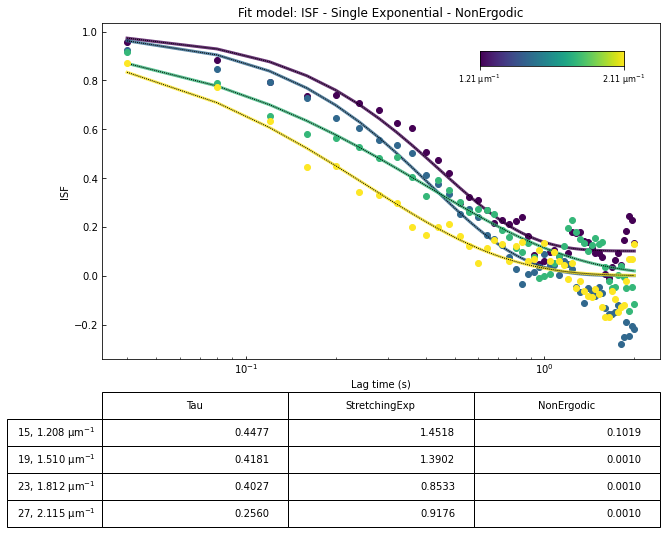 Fit model: ISF - Single Exponential - NonErgodic
1.0
0.8
0.6
0.4
0.2
0.0
−0.2
ISF
1.21 μm⁻¹ 2.11 μm⁻¹
10⁻¹ 10⁰
Lag time (s)
Tau StretchingExp NonErgodic
15, 1.208 μm⁻¹ 0.4477 1.4518 0.1019
19, 1.510 μm⁻¹ 0.4181 1.3902 0.0010
23, 1.812 μm⁻¹ 0.4027 0.8533 0.0010
27, 2.115 μm⁻¹ 0.2560 0.9176 0.0010